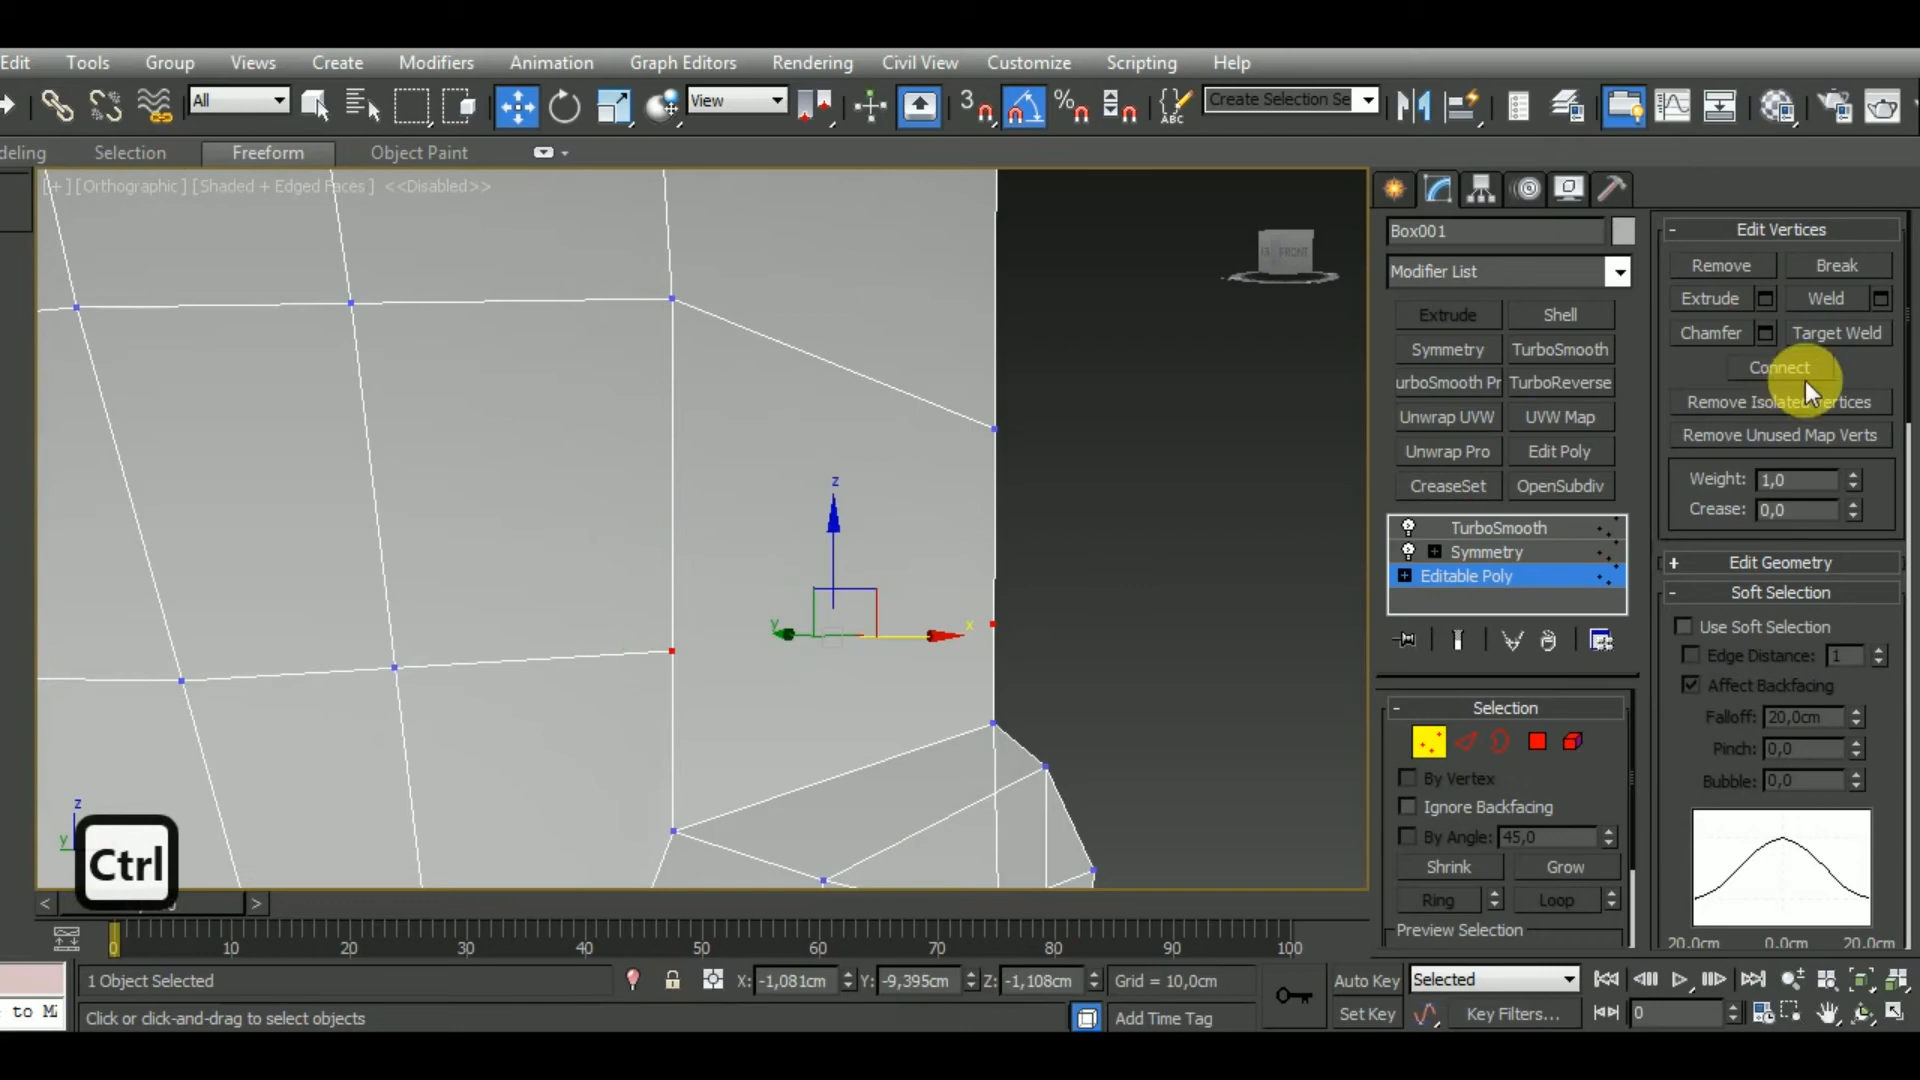 Edit Tools Group Views Create Modifiers Animation Graph Editors Rendering Civil View Customize Scripting Help
All View 3 % ABC Create Selection Se
deling Selection Freeform Object Paint
[+] [Orthographic] [Shaded + Edged Faces] <<Disabled>>
FRONT
z
y
x
z
y
Ctrl
Box001
Modifier List
Extrude Shell
Symmetry TurboSmooth
urboSmooth Pr TurboReverse
Unwrap UVW UVW Map
Unwrap Pro Edit Poly
CreaseSet OpenSubdiv
TurboSmooth
Symmetry
Editable Poly
- Selection
By Vertex
Ignore Backfacing
By Angle: 45,0
Shrink Grow
Ring Loop
Preview Selection
- Edit Vertices
Remove Break
Extrude Weld
Chamfer Target Weld
Connect
Remove Isolated Vertices
Remove Unused Map Verts
Weight: 1,0
Crease: 0,0
+ Edit Geometry
- Soft Selection
Use Soft Selection
Edge Distance: 1
Affect Backfacing
Falloff: 20,0cm
Pinch: 0,0
Bubble: 0,0
20,0cm 0,0cm 20,0cm
< >
0 10 20 30 40 50 60 70 80 90 100
1 Object Selected X: -1,081cm Y: -9,395cm Z: -1,108cm Grid = 10,0cm Auto Key Selected
to Mi Click or click-and-drag to select objects Add Time Tag Set Key Key Filters... 0